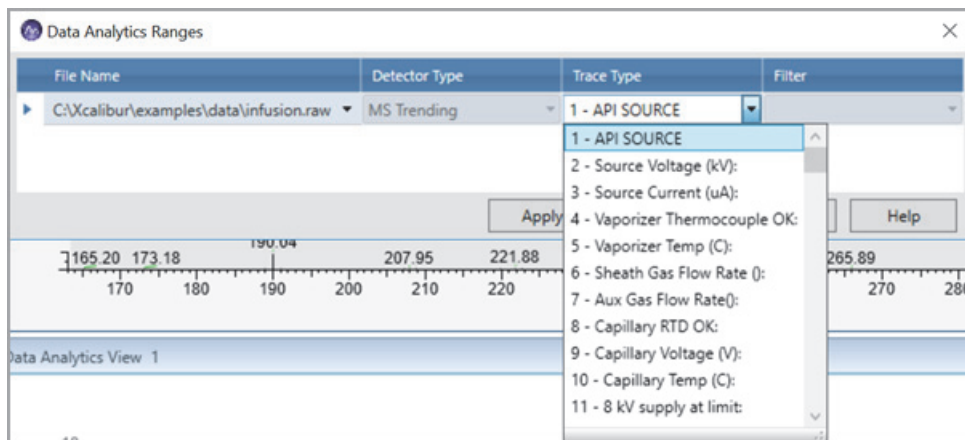 Data Analytics Ranges
File Name Detector Type Trace Type Filter
C:\Xcalibur\examples\data\infusion.raw MS Trending 1 - API SOURCE
1 - API SOURCE
2 - Source Voltage (kV):
3 - Source Current (uA):
4 - Vaporizer Thermocouple OK:
5 - Vaporizer Temp (C):
6 - Sheath Gas Flow Rate ():
7 - Aux Gas Flow Rate():
8 - Capillary RTD OK:
9 - Capillary Voltage (V):
10 - Capillary Temp (C):
11 - 8 kV supply at limit:
Apply Help
165.20 173.18 190.04 207.95 221.88 265.89
170 180 190 200 210 220 270 280
Data Analytics View 1